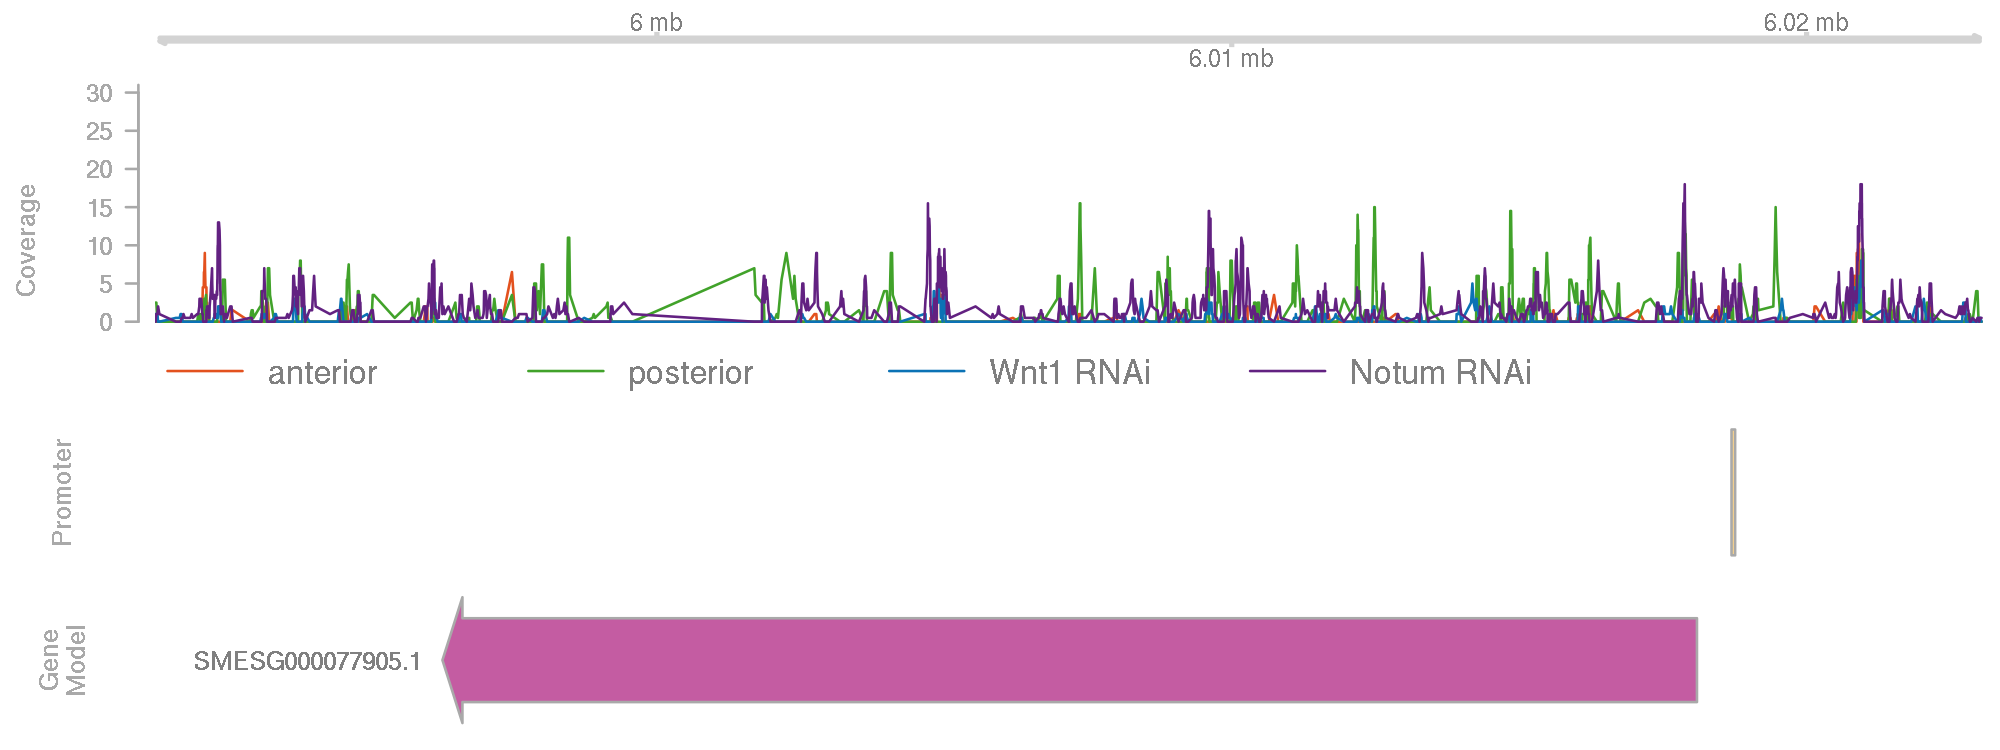 6 mb
6.02 mb
6.01 mb
30
25
20
15
10
5
0
Coverage
anterior
posterior
Wnt1 RNAi
Notum RNAi
Promoter
Gene
Model
SMESG000077905.1